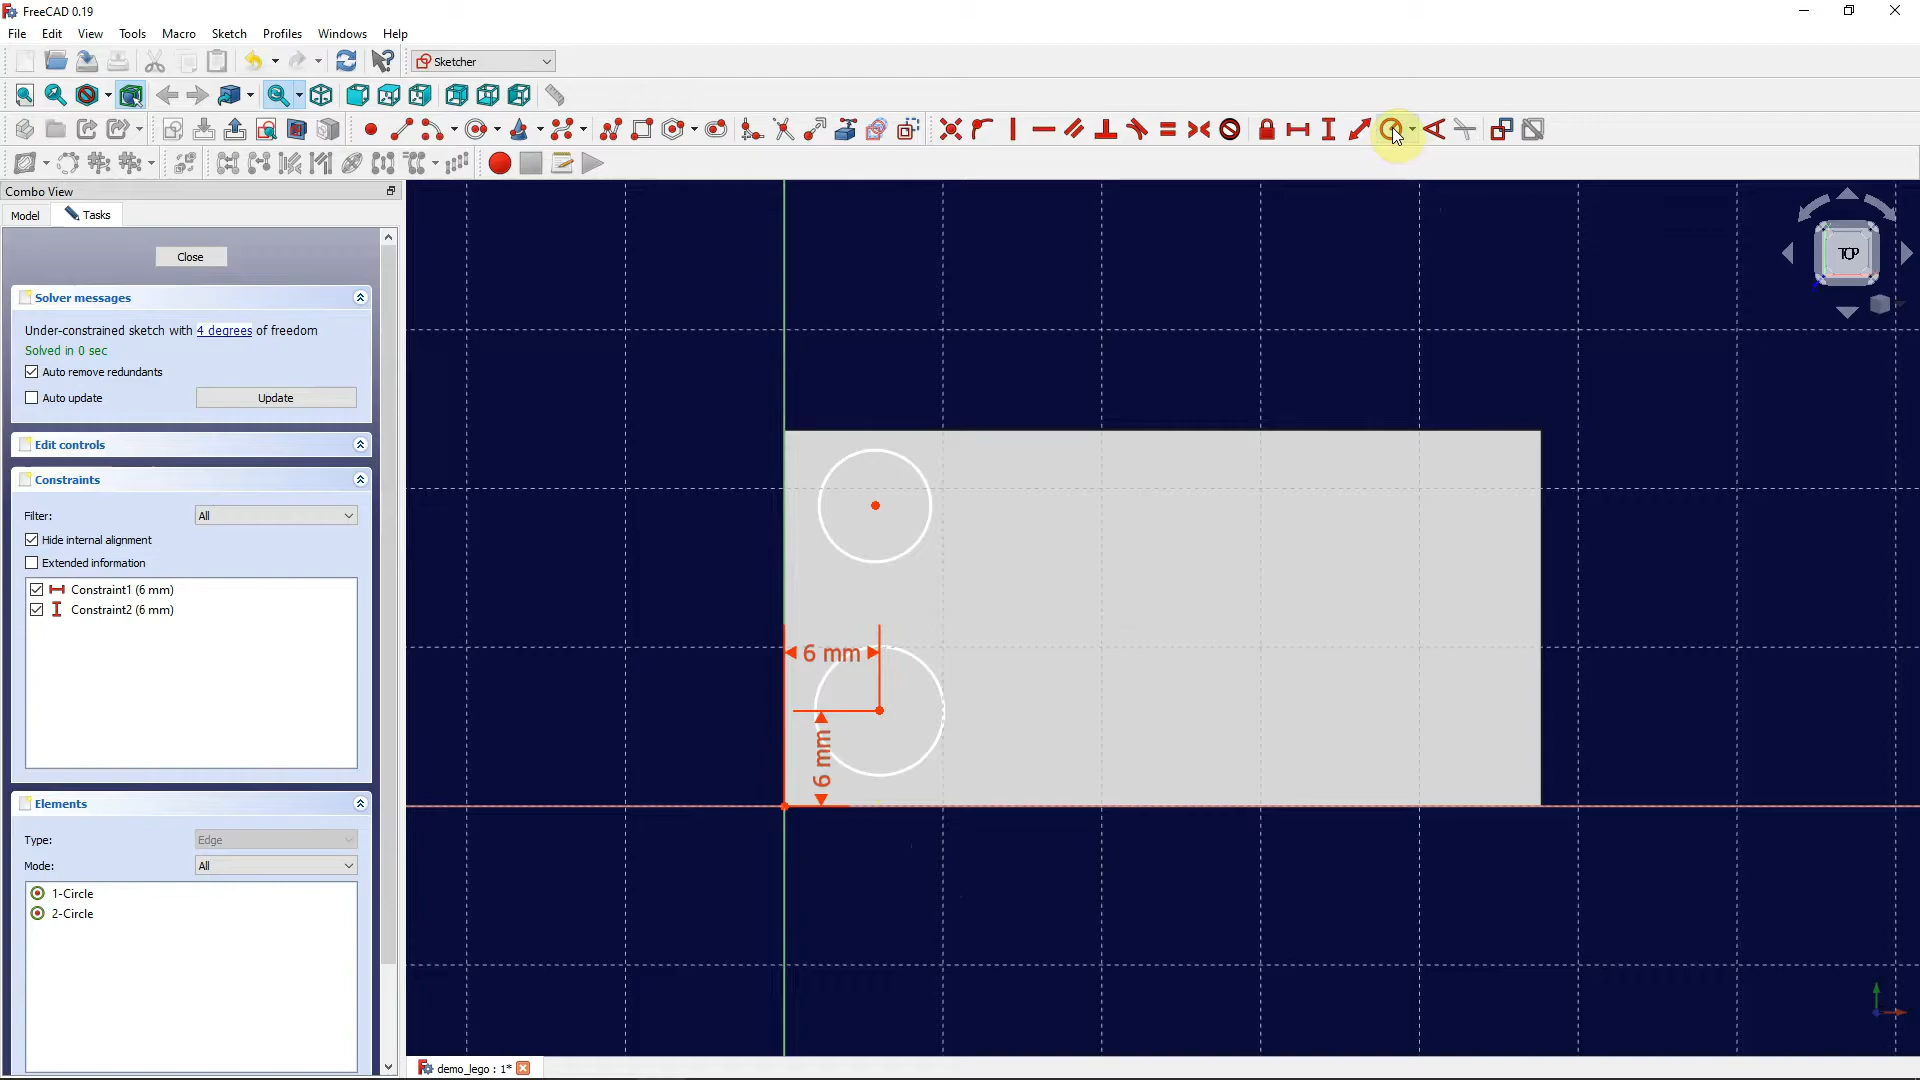 FreeCAD 0.19
File Edit View Tools Macro Sketch Profiles Windows Help
Sketcher
Combo View
Model Tasks
Close
Solver messages
Under-constrained sketch with 4 degrees of freedom
Solved in 0 sec
Auto remove redundants
Auto update Update
Edit controls
Constraints
Filter: All
Hide internal alignment
Extended information
Constraint1 (6 mm)
Constraint2 (6 mm)
Elements
Type: Edge
Mode: All
1-Circle
2-Circle
TOP
6 mm
6 mm
demo_lego : 1*